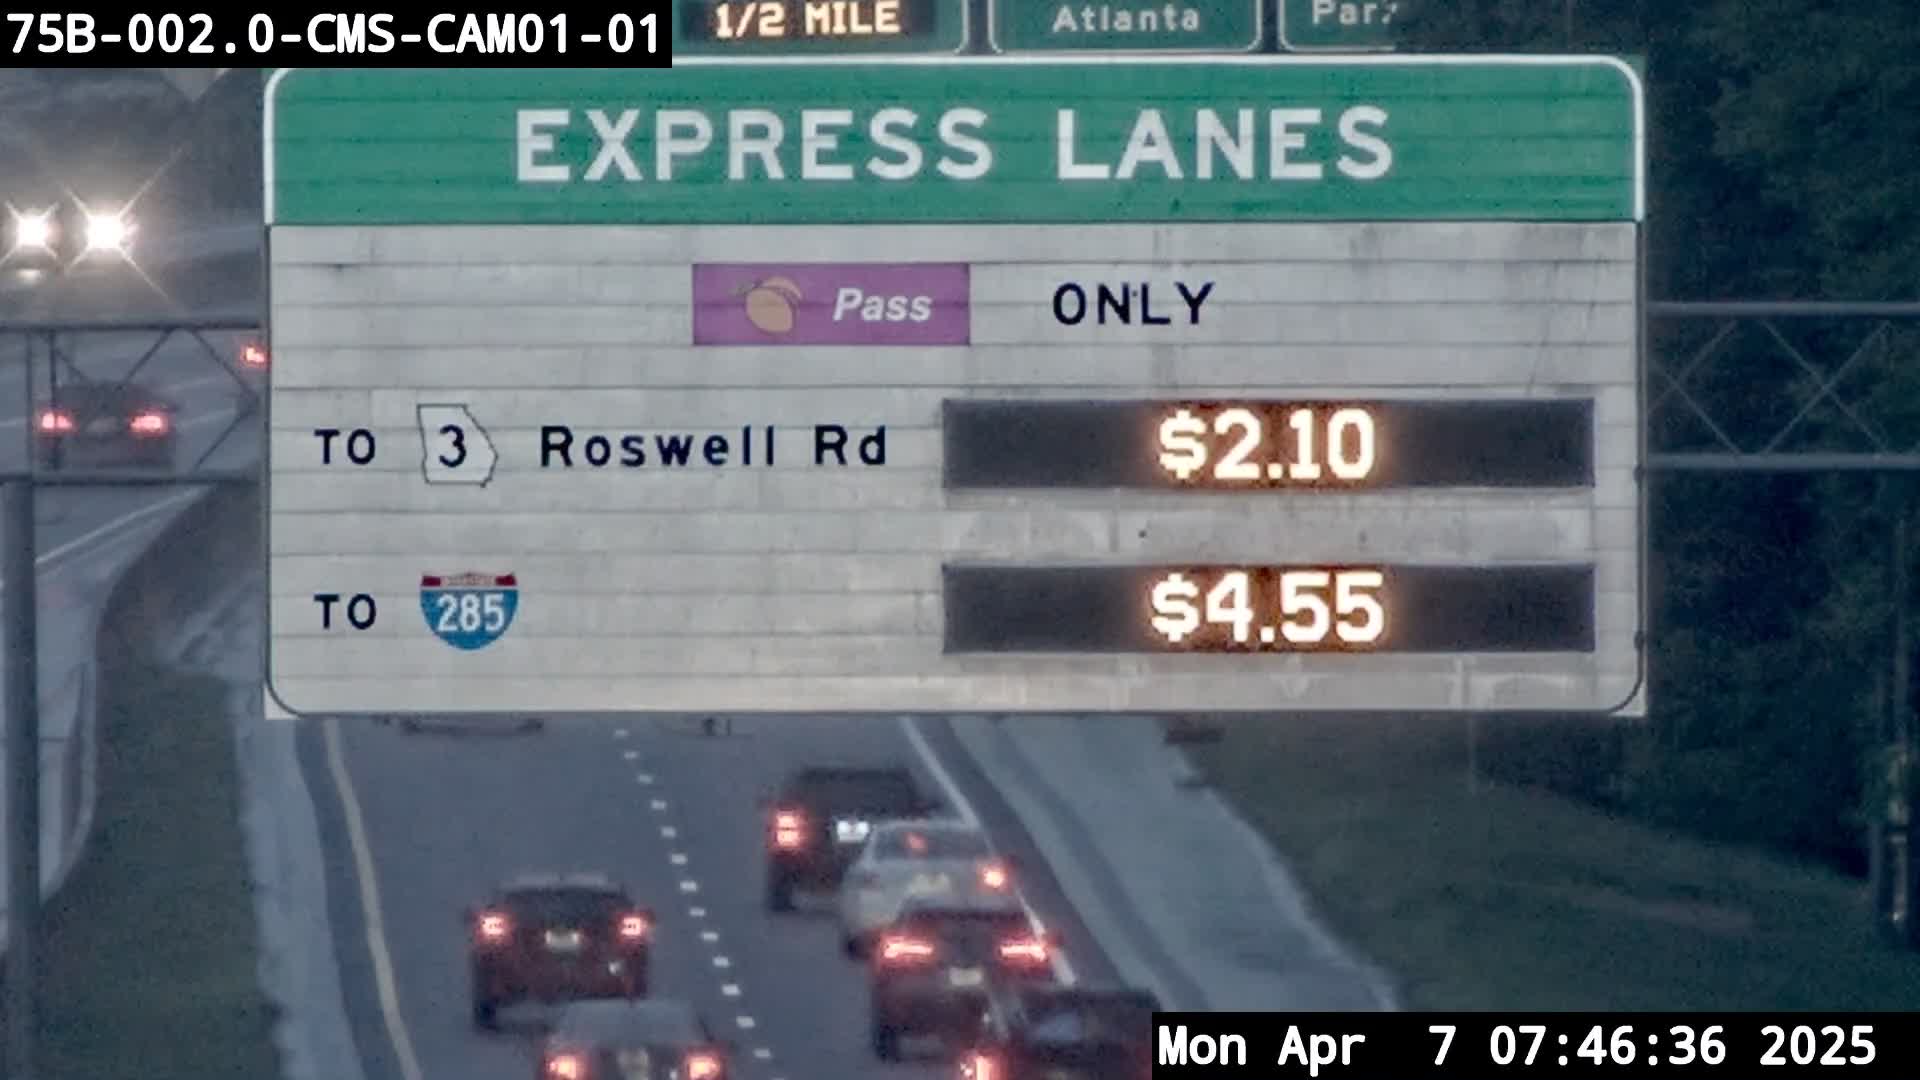 75B-002.0-CMS-CAM01-01
1/2 MILE
Atlanta
EXPRESS LANES
Pass ONLY
TO 3 Roswell Rd $2.10
TO 285 $4.55
Mon Apr 7 07:46:36 2025